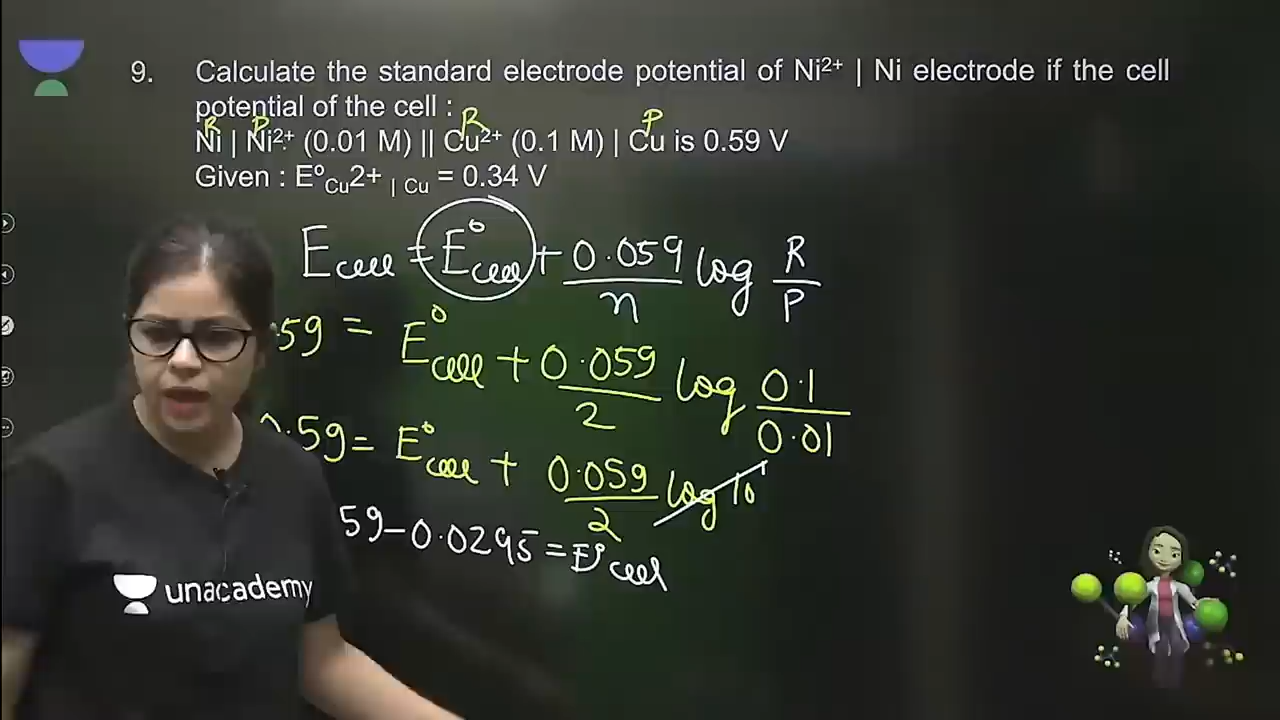 9. Calculate the standard electrode potential of Ni²⁺ | Ni electrode if the cell
potential of the cell :
R P R P
Ni | Ni²⁺ (0.01 M) || Cu²⁺ (0.1 M) | Cu is 0.59 V
Given : E°Cu2+ | Cu = 0.34 V
Ecell = E°cell + 0.059/n log R/P
.59 = E°cell + 0.059/2 log 0.1/0.01
0.59 = E°cell + 0.059/2 log 10¹
59 - 0.0295 = E°cell
unacademy